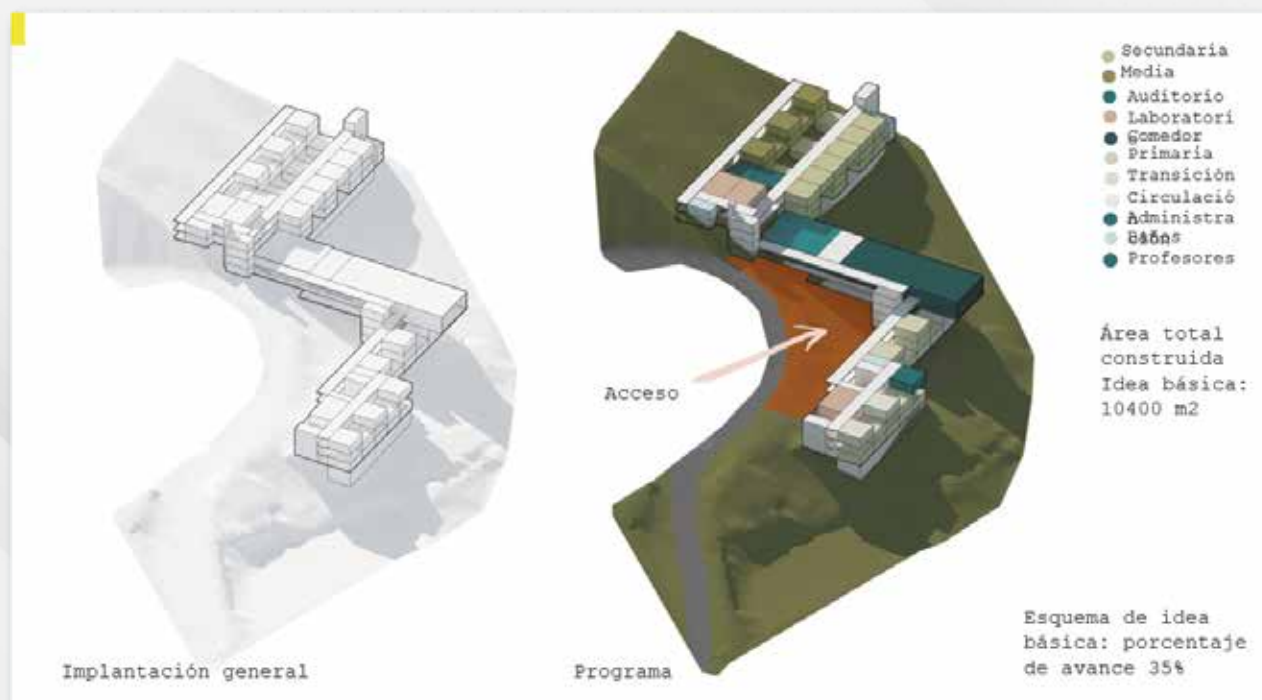 Secundaria
Media
Auditorio
Laboratori
Comedor
Primaria
Transición
Circulació
Administra
Baños
Profesores
Área total
construida
Idea básica:
10400 m2
Acceso
Esquema de idea
básica: porcentaje
de avance 35%
Implantación general
Programa